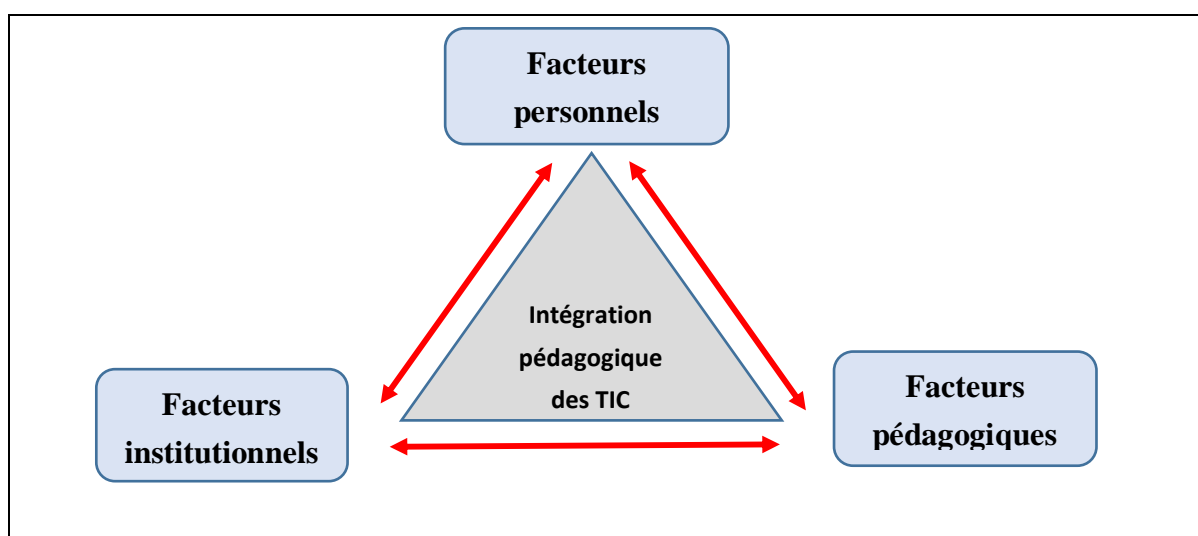 Facteurs
personnels
Intégration
pédagogique
des TIC
Facteurs
institutionnels
Facteurs
pédagogiques